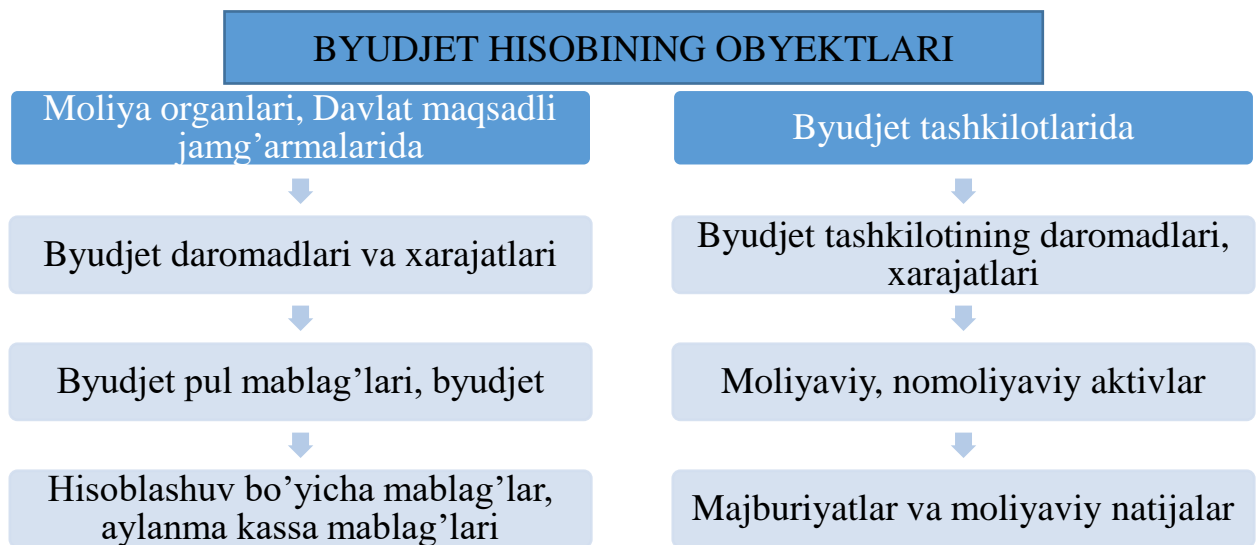 BYUDJET HISOBINING OBYEKTLARI
Moliya organlari, Davlat maqsadli
jamg’armalarida
Byudjet daromadlari va xarajatlari
Byudjet pul mablag’lari, byudjet
Hisoblashuv bo’yicha mablag’lar,
aylanma kassa mablag’lari
Byudjet tashkilotlarida
Byudjet tashkilotining daromadlari,
xarajatlari
Moliyaviy, nomoliyaviy aktivlar
Majburiyatlar va moliyaviy natijalar